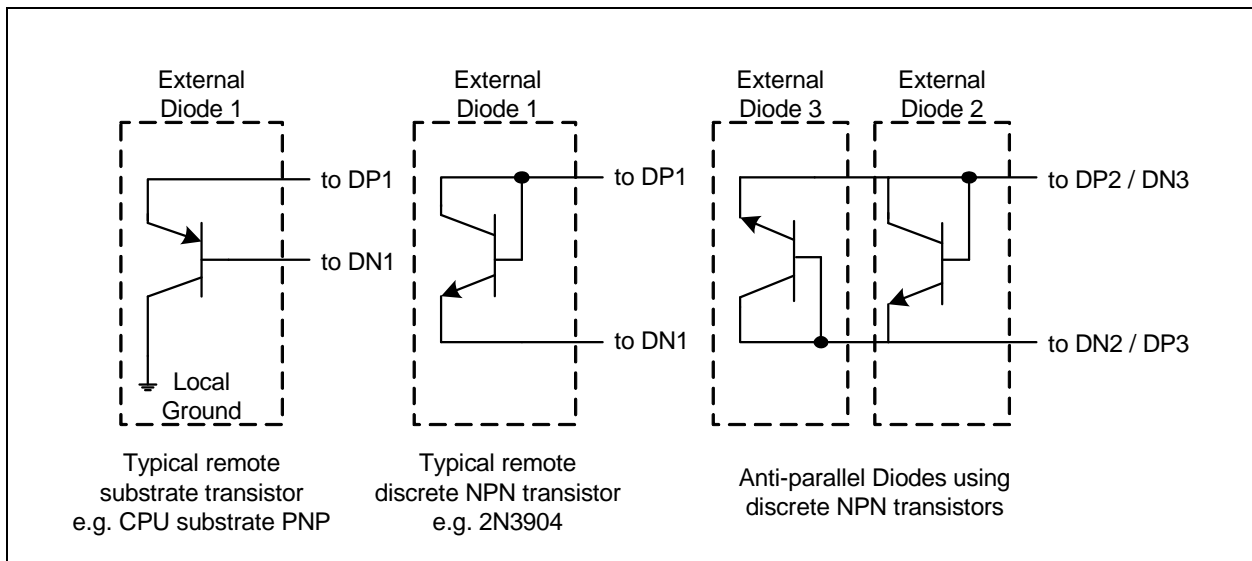 External
Diode 1
to DP1
to DN1
Local
Ground
Typical remote
substrate transistor
e.g. CPU substrate PNP
External
Diode 1
to DP1
to DN1
Typical remote
discrete NPN transistor
e.g. 2N3904
External
Diode 3
External
Diode 2
to DP2 / DN3
to DN2 / DP3
Anti-parallel Diodes using
discrete NPN transistors